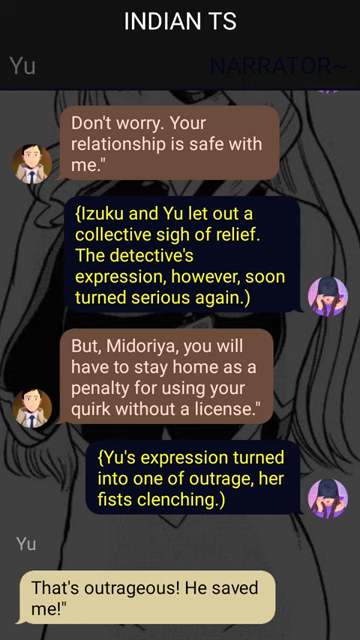 INDIAN TS
Yu
NARRATOR~
Don't worry. Your
relationship is safe with
me."
{Izuku and Yu let out a
collective sigh of relief.
The detective's
expression, however, soon
turned serious again.)
But, Midoriya, you will
have to stay home as a
penalty for using your
quirk without a license."
{Yu's expression turned
into one of outrage, her
fists clenching.)
Yu
That's outrageous! He saved
me!"